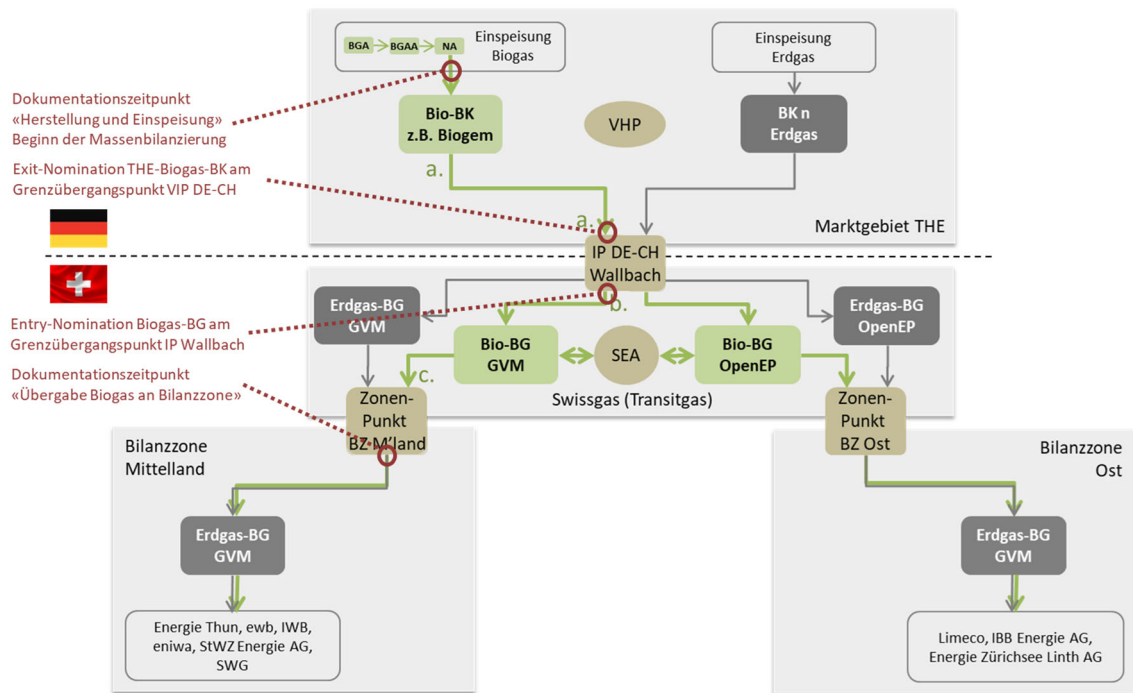 Einspeisung
Biogas
BGA
BGAA
NA
Einspeisung
Erdgas
Dokumentationszeitpunkt
«Herstellung und Einspeisung»
Beginn der Massenbilanzierung
Bio-BK
z.B. Biogem
VHP
BK n
Erdgas
Exit-Nomination THE-Biogas-BK am
Grenzübergangspunkt VIP DE-CH
a.
a.
Marktgebiet THE
IP DE-CH
Wallbach
Erdgas-BG
GVM
b.
Erdgas-BG
OpenEP
Entry-Nomination Biogas-BG am
Grenzübergangspunkt IP Wallbach
Bio-BG
GVM
SEA
Bio-BG
OpenEP
Dokumentationszeitpunkt
«Übergabe Biogas an Bilanzzone»
c.
Swissgas (Transitgas)
Zonen-
Punkt
BZ M'land
Zonen-
Punkt
BZ Ost
Bilanzzone
Mittelland
Bilanzzone
Ost
Erdgas-BG
GVM
Erdgas-BG
GVM
Energie Thun, ewb, IWB,
eniwa, StWZ Energie AG,
SWG
Limeco, IBB Energie AG,
Energie Zürichsee Linth AG